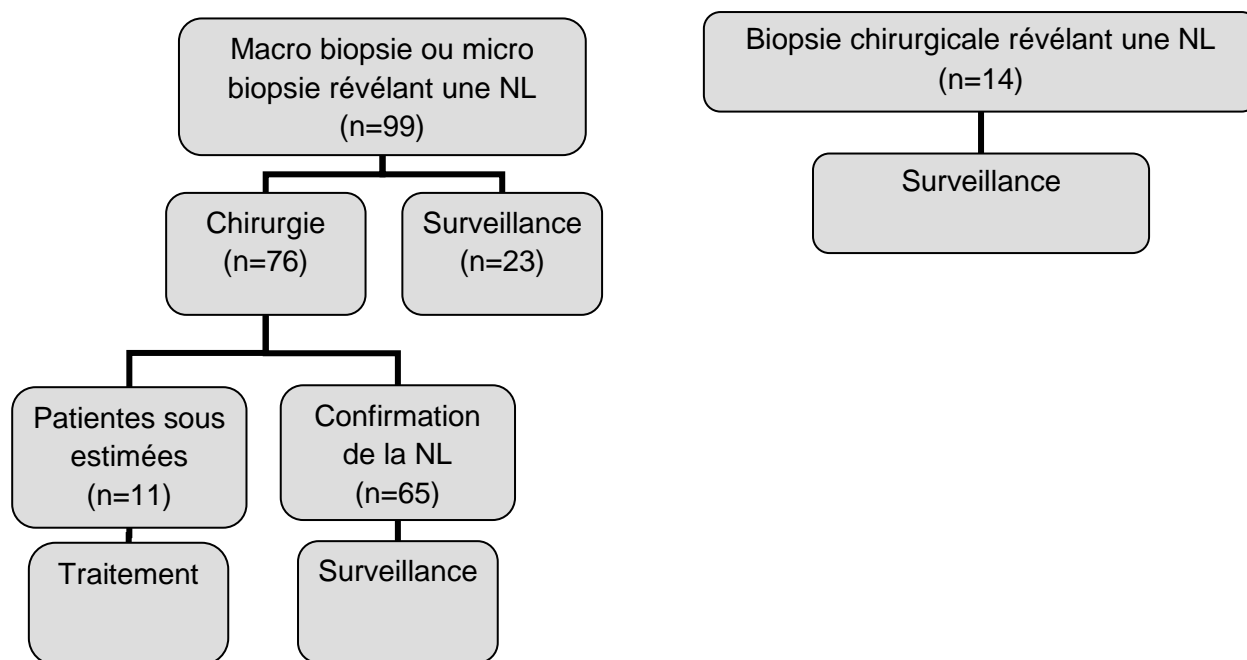 Macro biopsie ou micro
biopsie révélant une NL
(n=99)
Biopsie chirurgicale révélant une NL
(n=14)
Surveillance
Chirurgie
(n=76)
Surveillance
(n=23)
Patientes sous
estimées
(n=11)
Confirmation
de la NL
(n=65)
Traitement
Surveillance